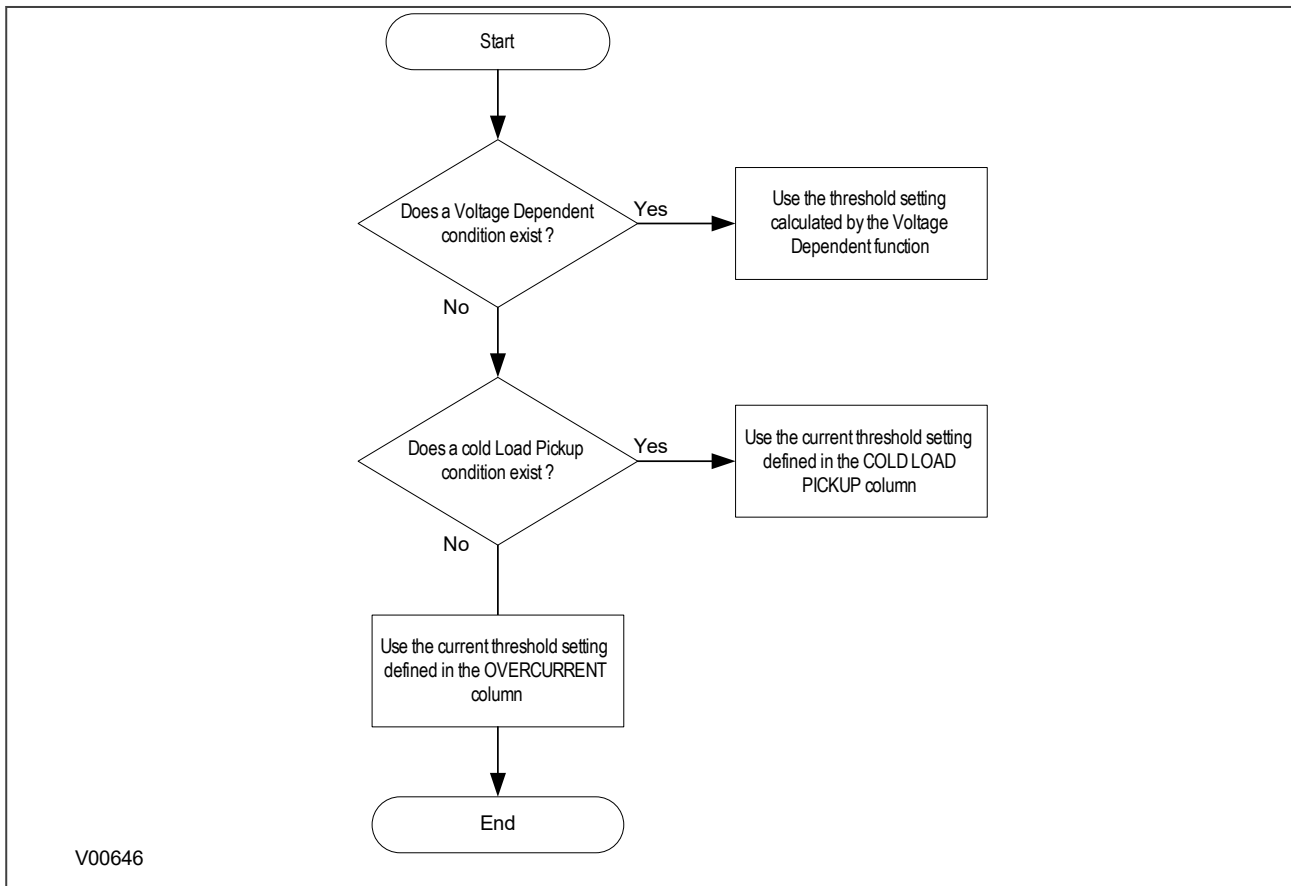 Start
Does a Voltage Dependent
condition exist ?
Yes
Use the threshold setting
calculated by the Voltage
Dependent function
No
Does a cold Load Pickup
condition exist ?
Yes
Use the current threshold setting
defined in the COLD LOAD
PICKUP column
No
Use the current threshold setting
defined in the OVERCURRENT
column
End
V00646